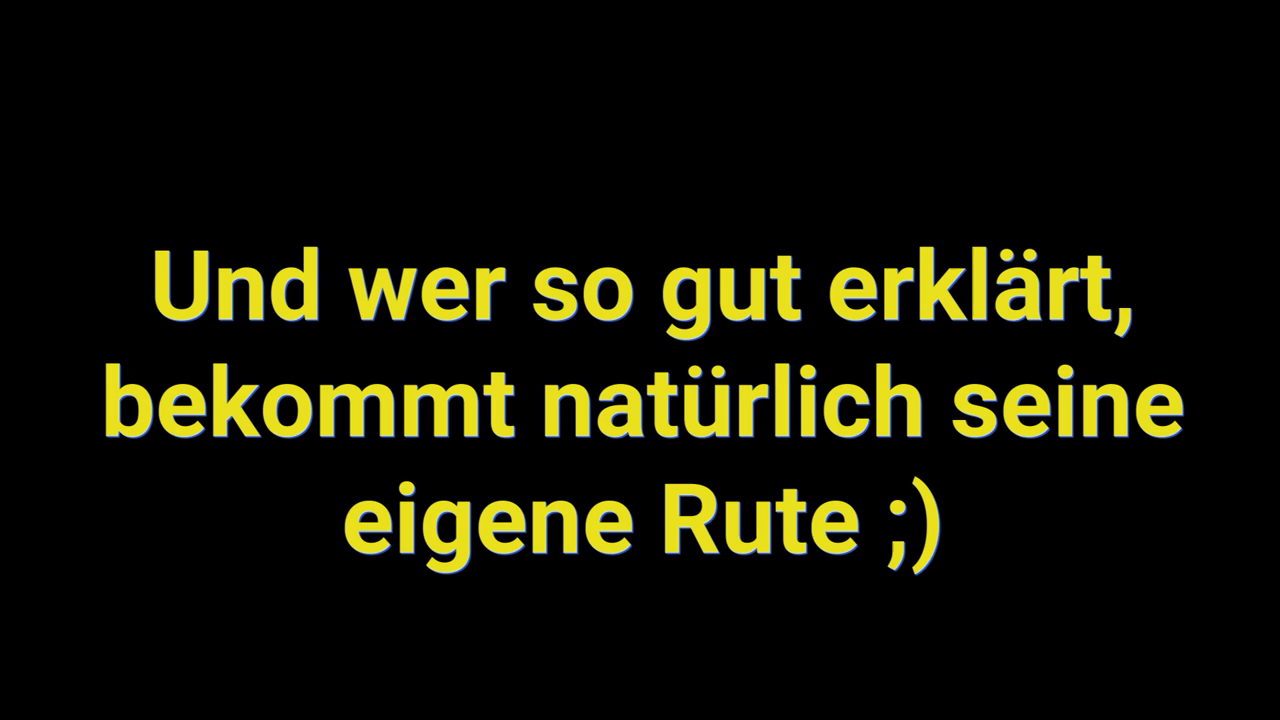 Und wer so gut erklärt,
bekommt natürlich seine
eigene Rute ;)